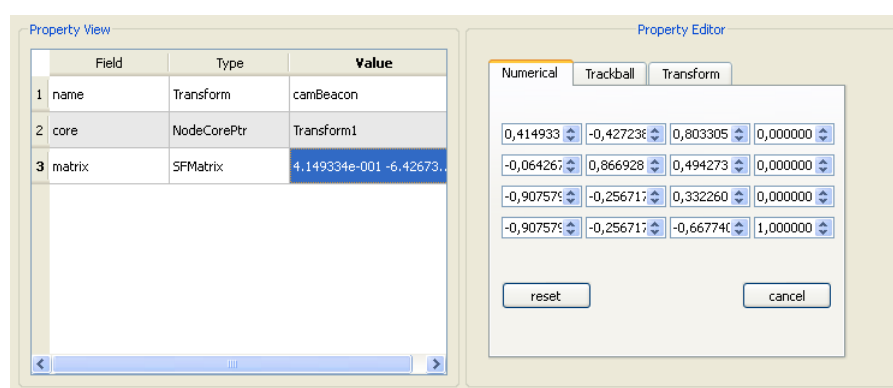 Property View
Field Type Value
1 name Transform camBeacon
2 core NodeCorePtr Transform1
3 matrix SFMatrix 4.149334e-001 -6.42673..
Property Editor
Numerical Trackball Transform
0,414933 -0,427238 0,803305 0,000000
-0,064267 0,866928 0,494273 0,000000
-0,907579 -0,256717 0,332260 0,000000
-0,907579 -0,256717 -0,667740 1,000000
reset cancel